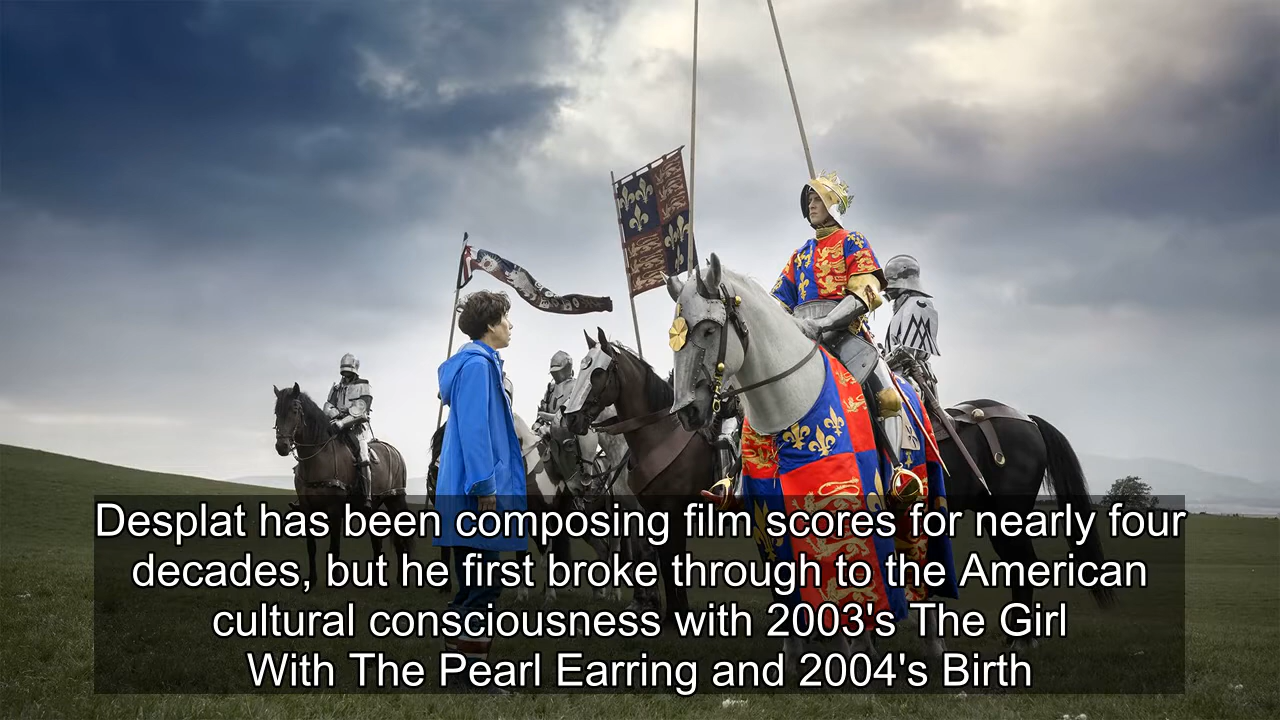 Desplat has been composing film scores for nearly four
decades, but he first broke through to the American
cultural consciousness with 2003's The Girl
With The Pearl Earring and 2004's Birth